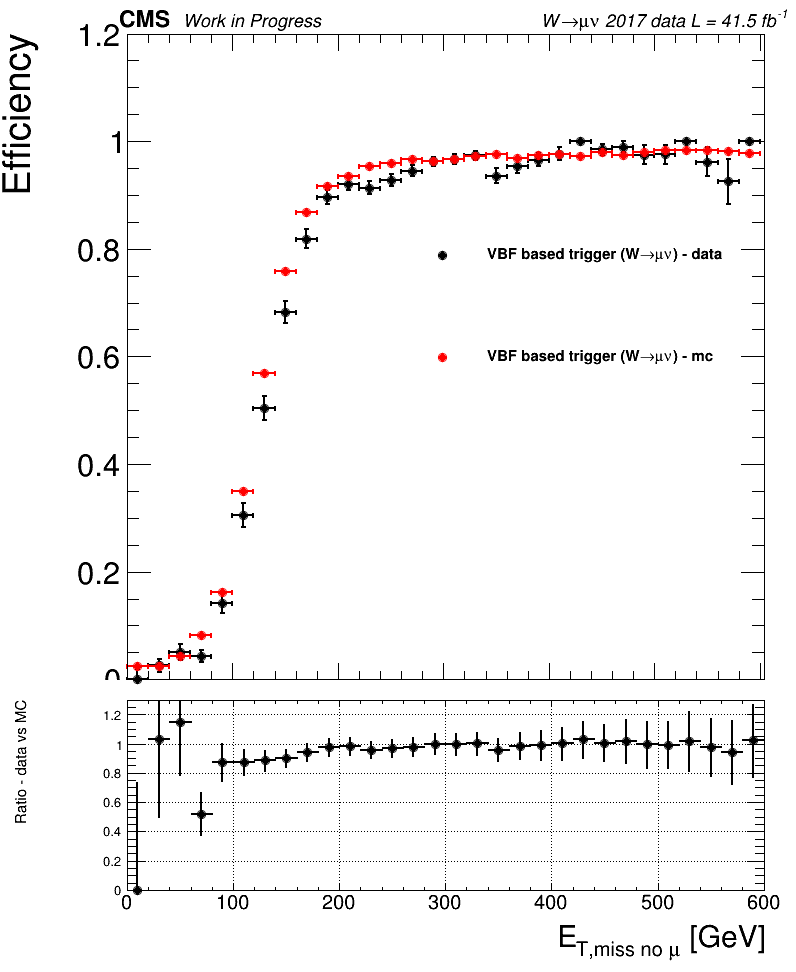 CMS Work in Progress W→μν 2017 data L = 41.5 fb⁻¹
Efficiency
1.2
1
0.8
0.6
0.4
0.2
0
VBF based trigger (W→μν) - data
VBF based trigger (W→μν) - mc
Ratio - data vs MC
1.2
1
0.8
0.6
0.4
0.2
0
0 100 200 300 400 500 600
E_T,miss no μ [GeV]